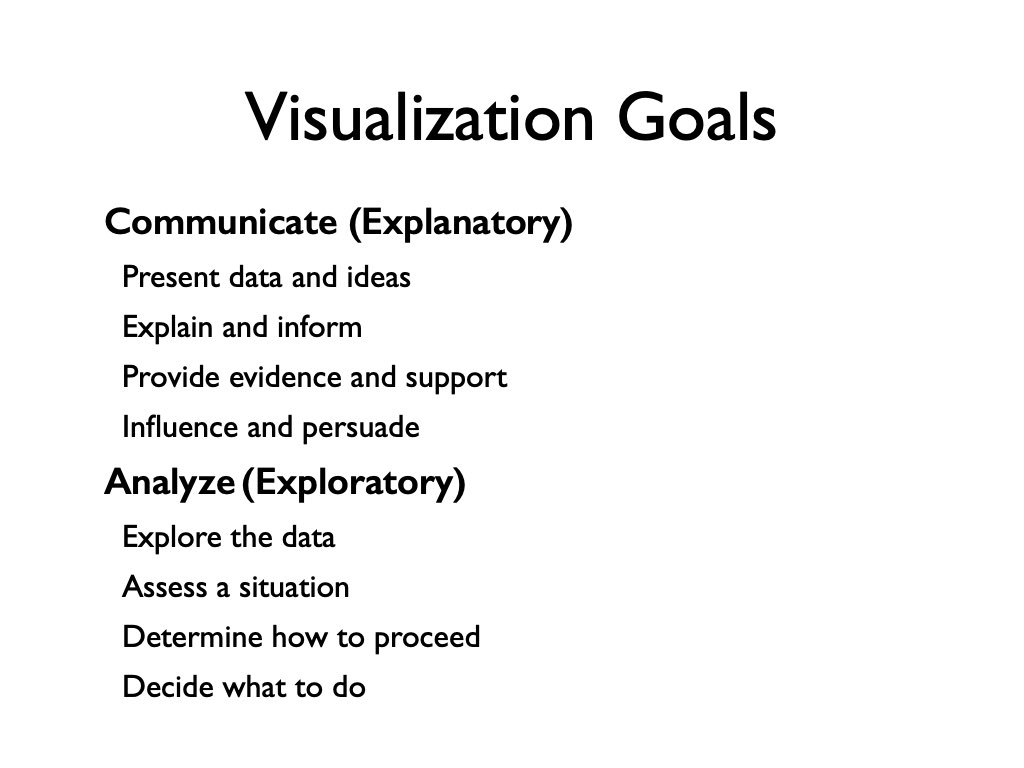 Visualization Goals
Communicate (Explanatory)
Present data and ideas
Explain and inform
Provide evidence and support
Influence and persuade
Analyze (Exploratory)
Explore the data
Assess a situation
Determine how to proceed
Decide what to do